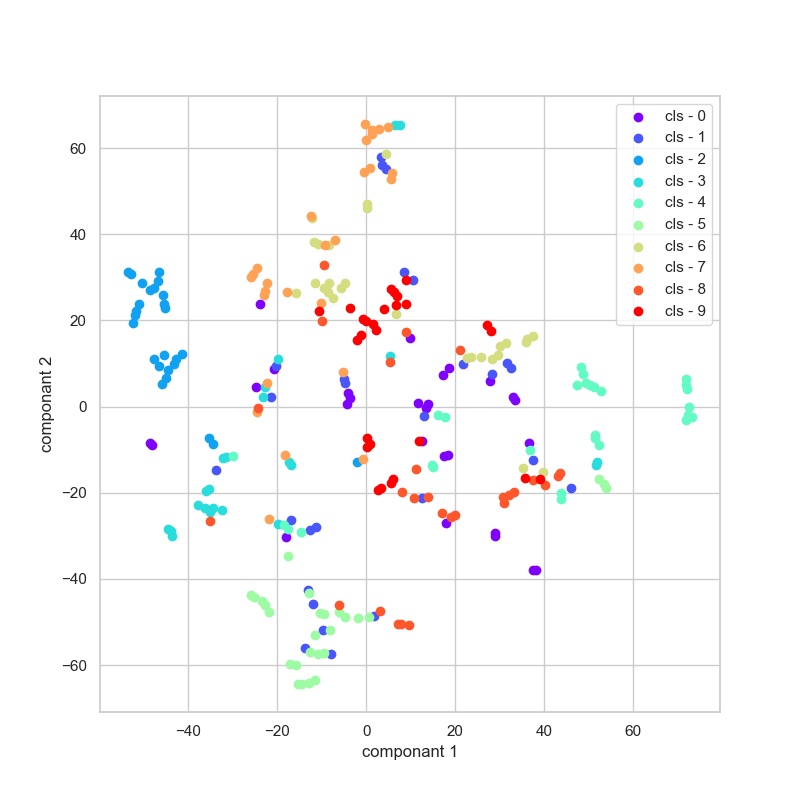 cls - 0
cls - 1
cls - 2
cls - 3
cls - 4
cls - 5
cls - 6
cls - 7
cls - 8
cls - 9
60
40
20
0
−20
−40
−60
componant 2
−40
−20
0
20
40
60
componant 1